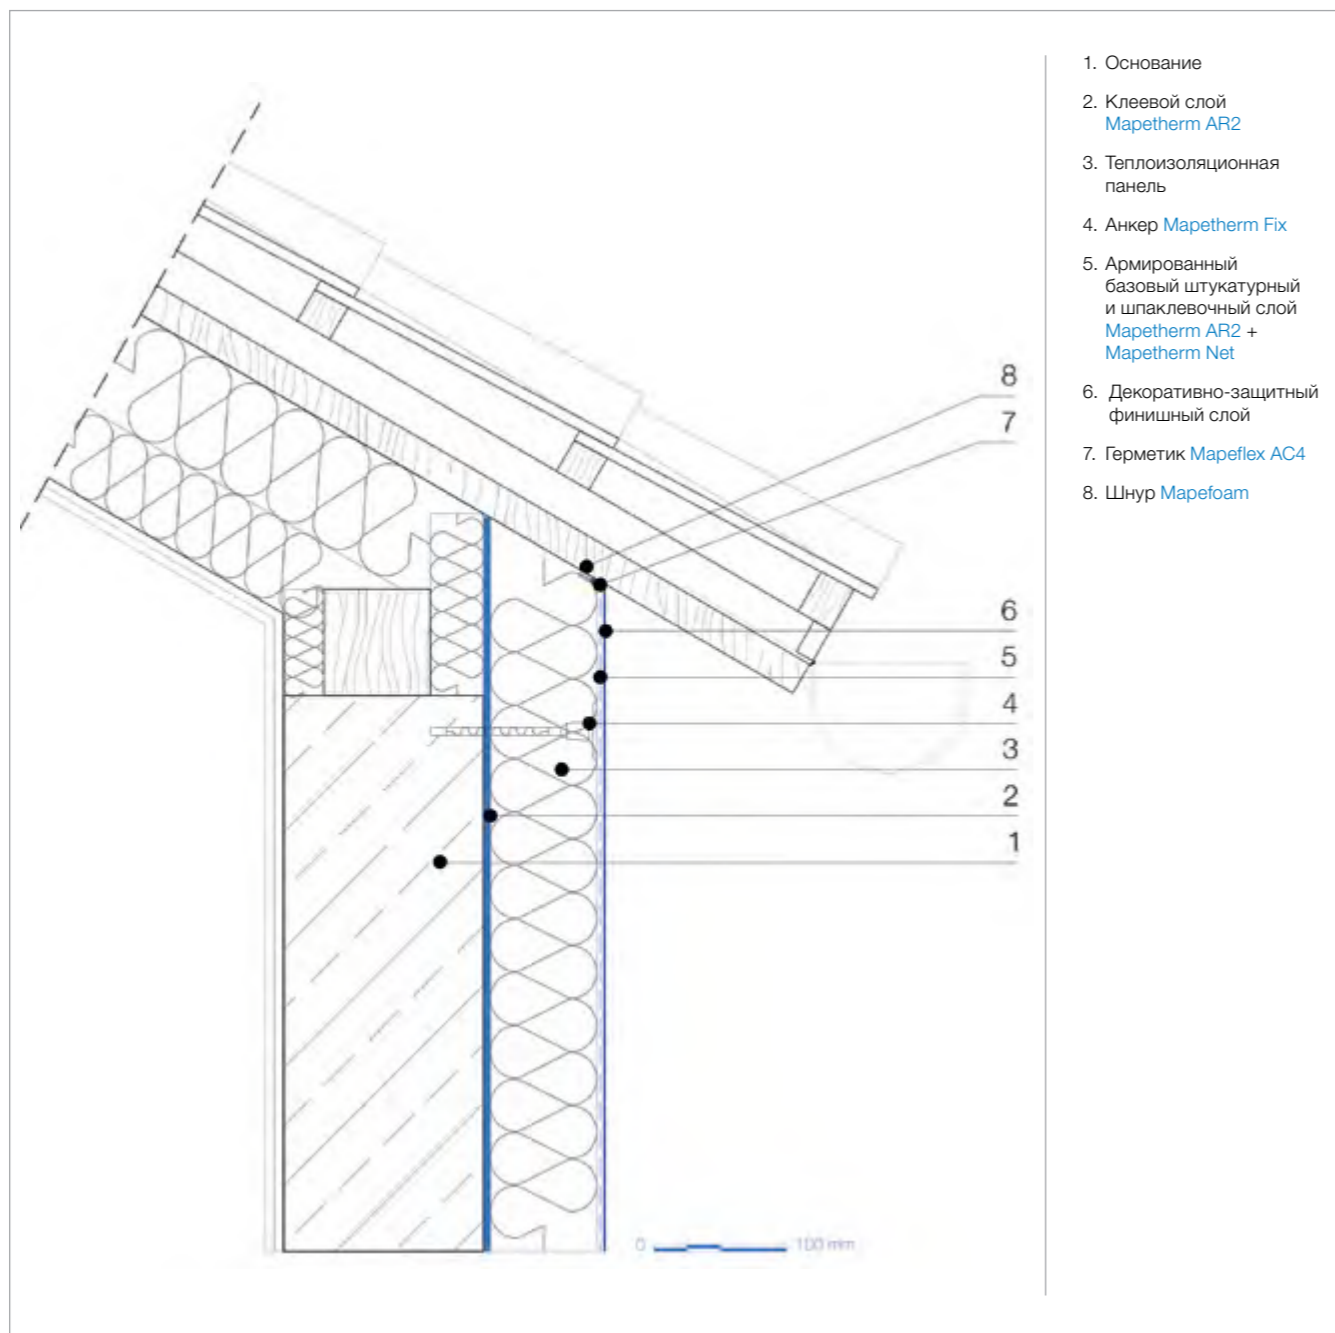 1. Основание
2. Клеевой слой
Mapetherm AR2
3. Теплоизоляционная
панель
4. Анкер Mapetherm Fix
5. Армированный
базовый штукатурный
и шпаклевочный слой
Mapetherm AR2 +
Mapetherm Net
6. Декоративно-защитный
финишный слой
7. Герметик Mapeflex AC4
8. Шнур Mapefoam
8
7
6
5
4
3
2
1
0 100 mm